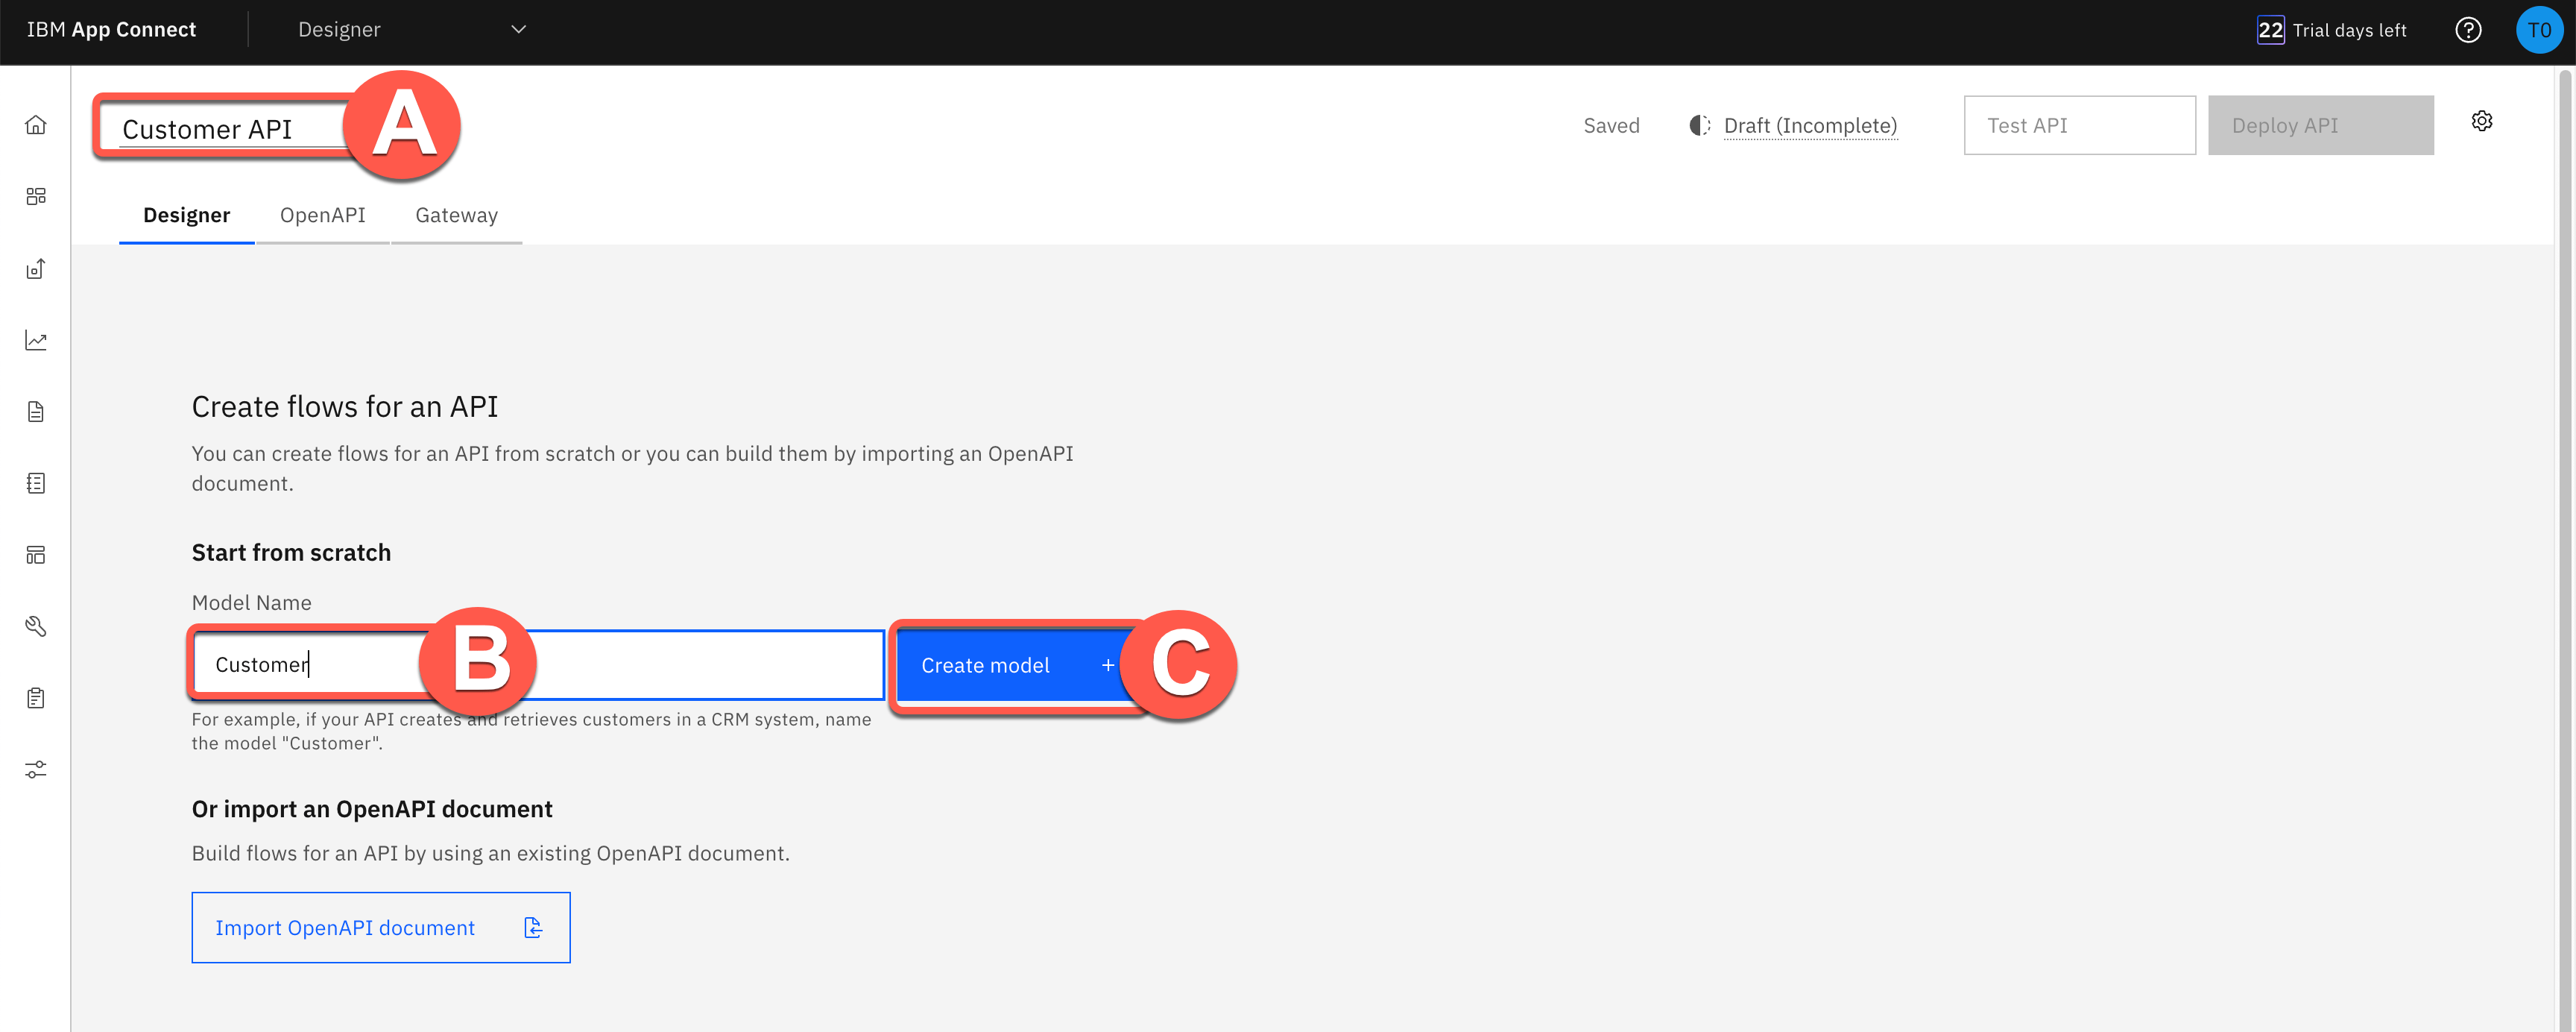 IBM App Connect
Designer
22 Trial days left
T0
Customer API
A
Saved
Draft (Incomplete)
Test API
Deploy API
Designer
OpenAPI
Gateway
Create flows for an API
You can create flows for an API from scratch or you can build them by importing an OpenAPI
document.
Start from scratch
Model Name
Customer
B
Create model +
C
For example, if your API creates and retrieves customers in a CRM system, name
the model "Customer".
Or import an OpenAPI document
Build flows for an API by using an existing OpenAPI document.
Import OpenAPI document